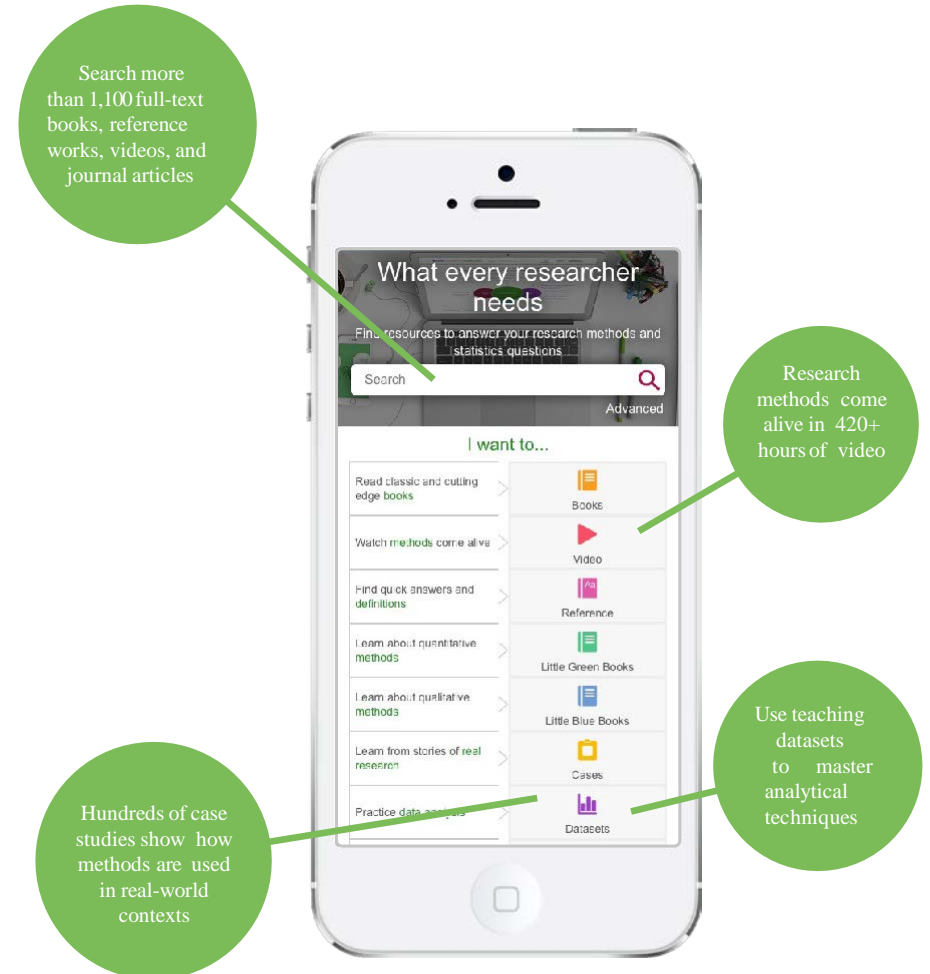 Search more
than 1,100 full-text
books, reference
works, videos, and
journal articles
What every researcher
needs
Find resources to answer your research methods and
statistics questions
Search
Advanced
I want to...
Read classic and cutting
edge books
Books
Watch methods come alive
Video
Find quick answers and
definitions
Aa
Reference
Learn about quantitative
methods
Little Green Books
Learn about qualitative
methods
Little Blue Books
Learn from stories of real
research
Cases
Practice data analysis
Datasets
Research
methods come
alive in 420+
hours of video
Use teaching
datasets
to master
analytical
techniques
Hundreds of case
studies show how
methods are used
in real-world
contexts